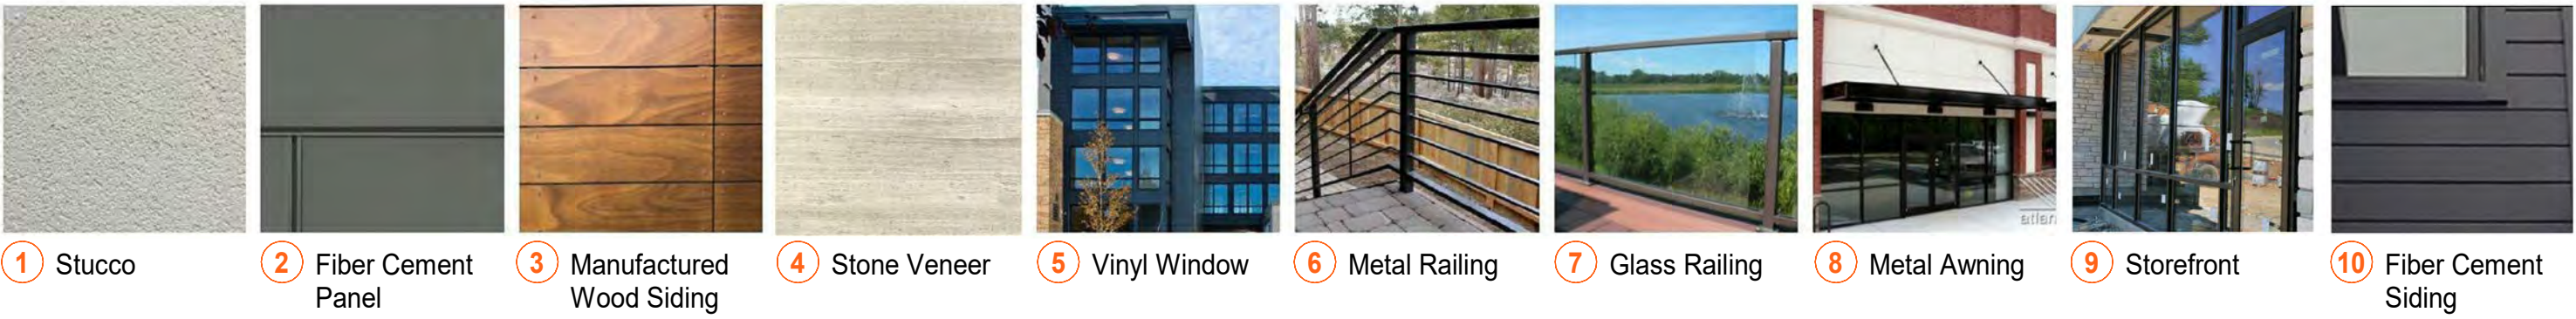 1 Stucco
2 Fiber Cement
Panel
3 Manufactured
Wood Siding
4 Stone Veneer
5 Vinyl Window
6 Metal Railing
7 Glass Railing
8 Metal Awning
9 Storefront
10 Fiber Cement
Siding